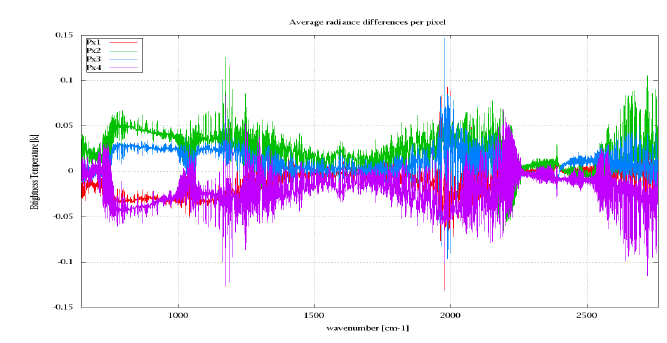 Average radiance differences per pixel
0.15
Px1
Px2
Px3
Px4
0.1
0.05
0
-0.05
-0.1
-0.15
Brightness Temperature [k]
1000
1500
2000
2500
wavenumber [cm-1]